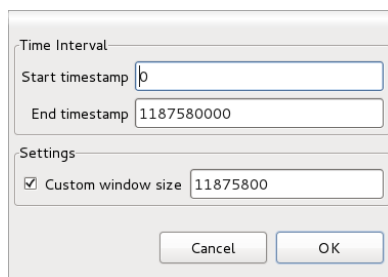 Time Interval
Start timestamp 0
End timestamp 1187580000
Settings
Custom window size 11875800
Cancel OK